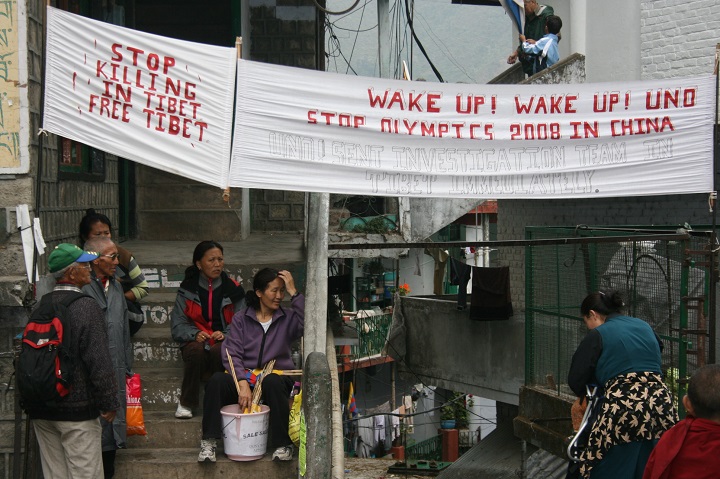 STOP
KILLING
IN TIBET
FREE TIBET
WAKE UP! WAKE UP! UNO
STOP OLYMPICS 2008 IN CHINA
UNO! SENT INVESTIGATION TEAM IN
TIBET IMMEDIATELY.
SALE